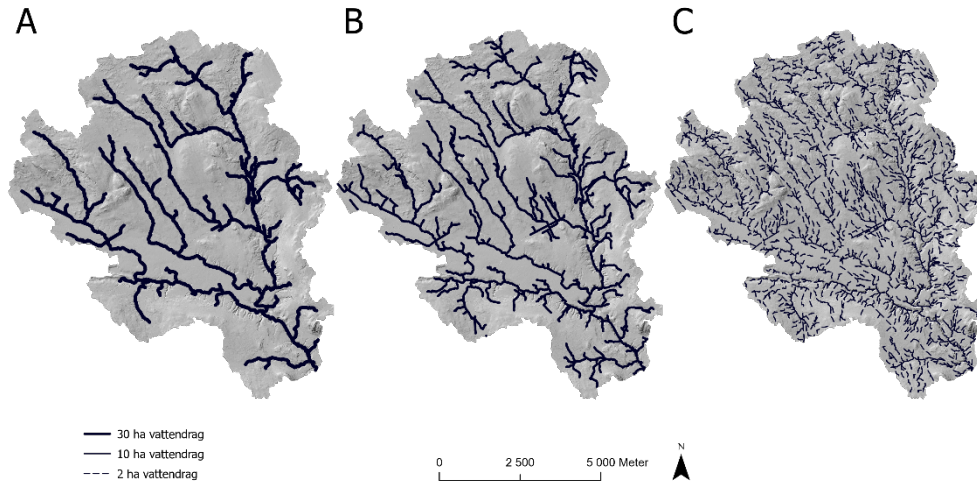 A B C
30 ha vattendrag
10 ha vattendrag
2 ha vattendrag
0 2 500 5 000 Meter
N